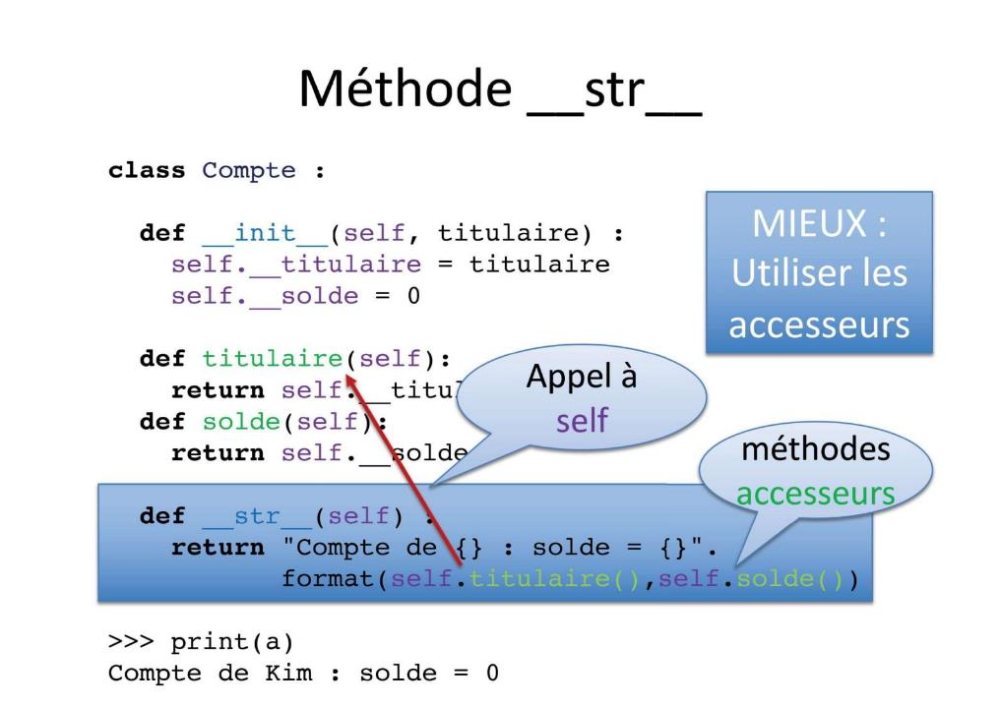 Méthode __str__
class Compte :
def __init__(self, titulaire) :
self.__titulaire = titulaire
self.__solde = 0
MIEUX :
Utiliser les
accesseurs
def titulaire(self):
return self.__titul
def solde(self):
return self.__solde
Appel à
self
méthodes
accesseurs
def __str__(self) :
return "Compte de {} : solde = {}".
format(self.titulaire(),self.solde())
>>> print(a)
Compte de Kim : solde = 0